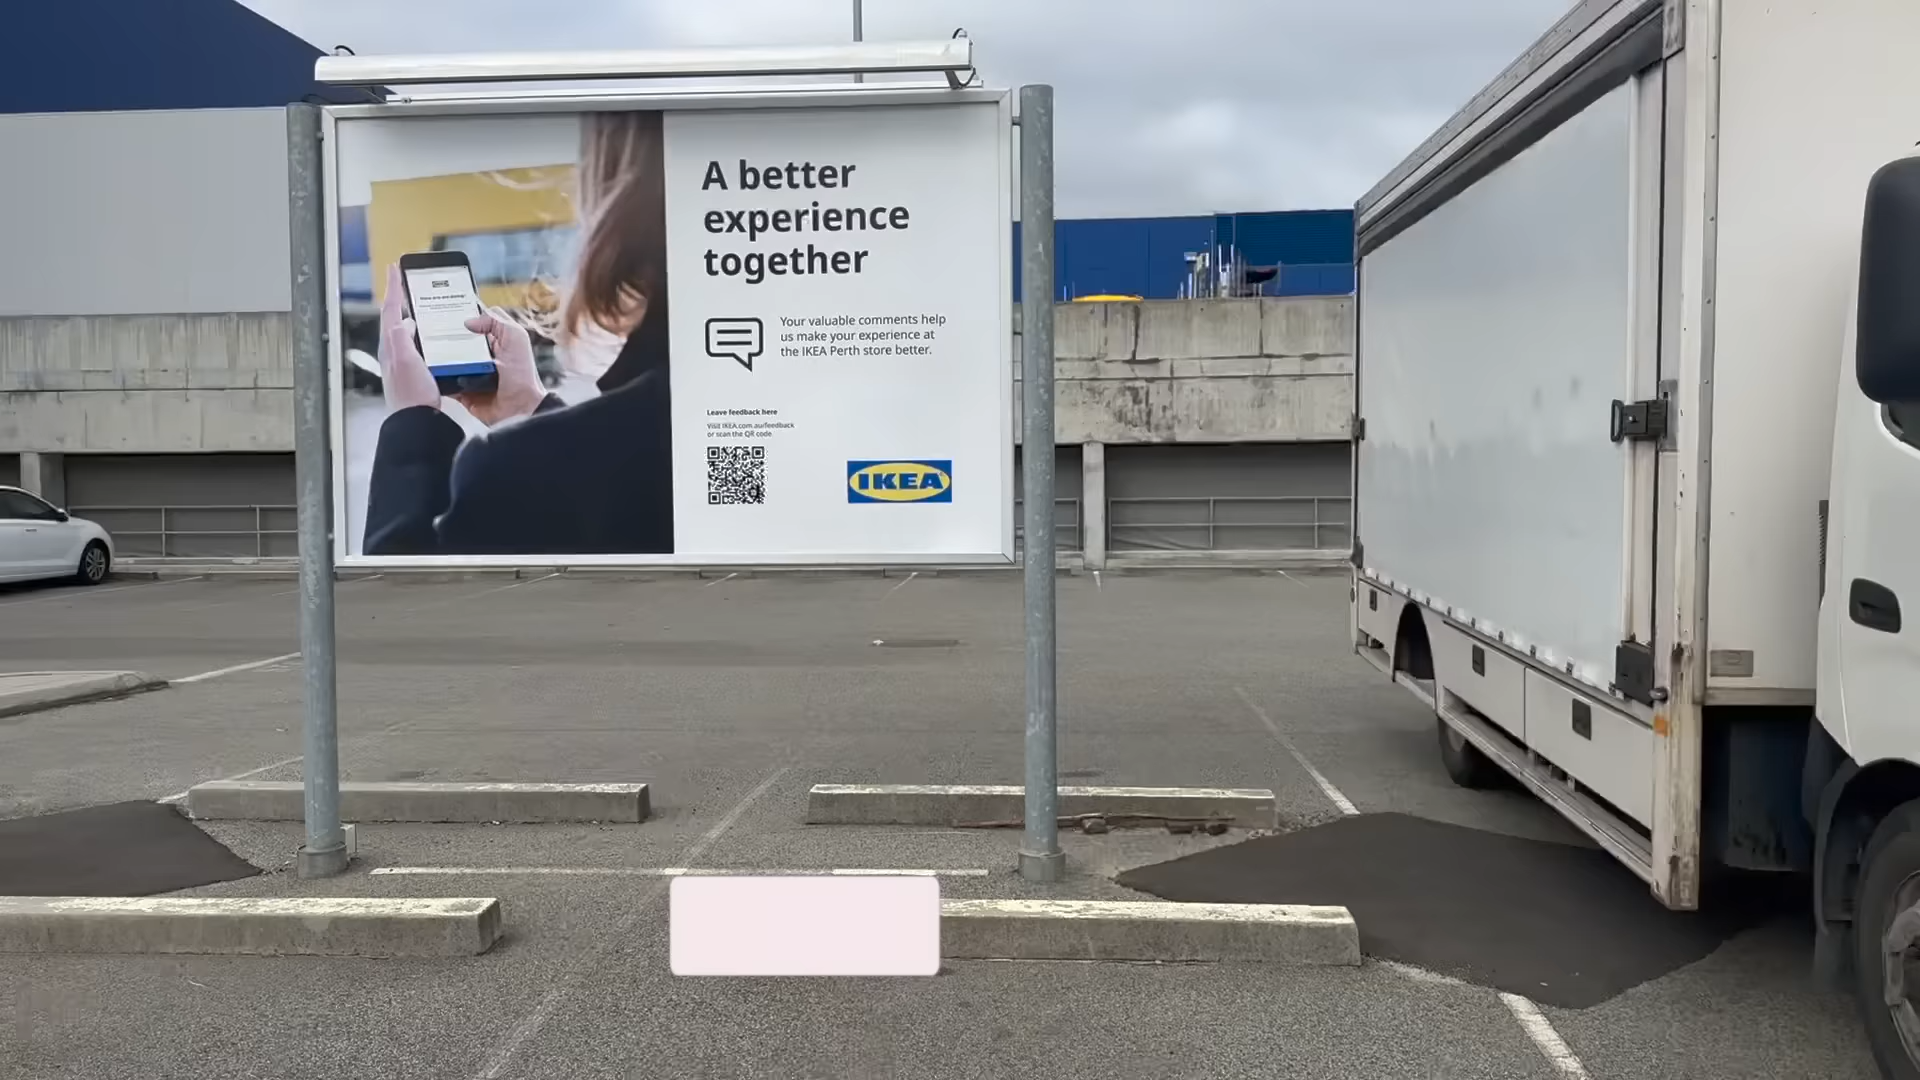 A better
experience
together
Your valuable comments help
us make your experience at
the IKEA Perth store better.
Leave feedback here
Visit IKEA.com.au/feedback
or scan the QR code
IKEA